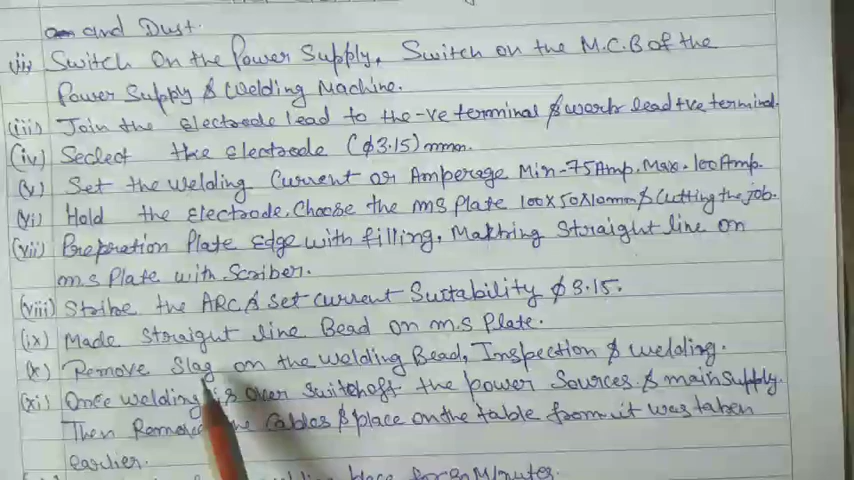 and Dust.
(ii) Switch On the Power Supply, Switch on the M.C.B of the
Power Supply & Welding Machine.
(iii) Join the Electrode lead to the -ve terminal & work lead +ve terminal.
(iv) Seclect the Electrode (φ3.15) mm.
(v) Set the Welding Current or Amperage Min-75Amp. Max. 100Amp.
(vi) Hold the Electrode. Choose the ms Plate 100x50x10mm & Cutting the job.
(vii) Preparation Plate Edge with filling, Making Straight line on
m.s Plate with Scriber.
(viii) Strike the ARC & Set current Suitability φ3.15.
(ix) Made Straight line Bead on m.s Plate.
(x) Remove Slag on the welding Bead, Inspection & welding.
(xi) Once welding is over switch off the power Sources & main supply.
Then Remove the Cables & place on the table from it was taken
earlier.
place for 30 Minutes.